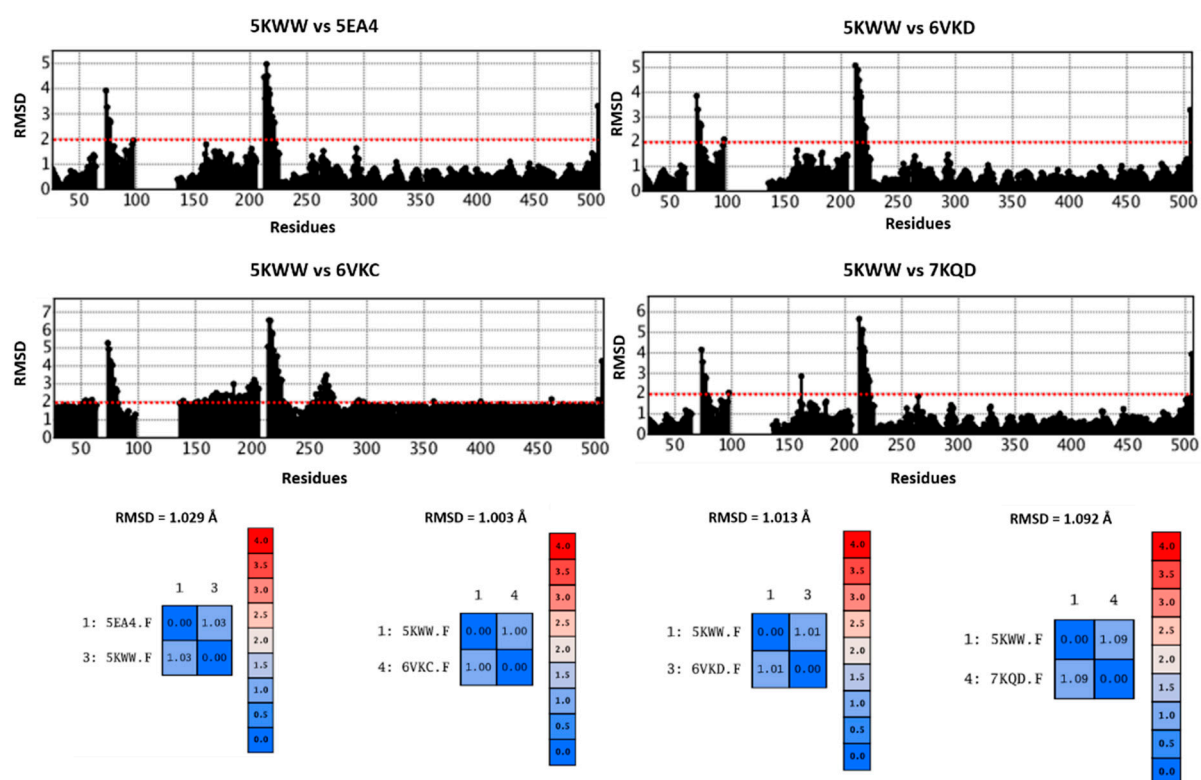 5KWW vs 5EA4
5
4
3
2
1
0
RMSD
50 100 150 200 250 300 350 400 450 500
Residues
5KWW vs 6VKD
5
4
3
2
1
0
RMSD
50 100 150 200 250 300 350 400 450 500
Residues
5KWW vs 6VKC
7
6
5
4
3
2
1
0
RMSD
50 100 150 200 250 300 350 400 450 500
Residues
5KWW vs 7KQD
6
5
4
3
2
1
0
RMSD
50 100 150 200 250 300 350 400 450 500
Residues
RMSD = 1.029 Å
1 3
1: 5EA4.F 0.00 1.03
3: 5KWW.F 1.03 0.00
4.0
3.5
3.0
2.5
2.0
1.5
1.0
0.5
0.0
RMSD = 1.003 Å
1 4
1: 5KWW.F 0.00 1.00
4: 6VKC.F 1.00 0.00
4.0
3.5
3.0
2.5
2.0
1.5
1.0
0.5
0.0
RMSD = 1.013 Å
1 3
1: 5KWW.F 0.00 1.01
3: 6VKD.F 1.01 0.00
4.0
3.5
3.0
2.5
2.0
1.5
1.0
0.5
0.0
RMSD = 1.092 Å
1 4
1: 5KWW.F 0.00 1.09
4: 7KQD.F 1.09 0.00
4.0
3.5
3.0
2.5
2.0
1.5
1.0
0.5
0.0